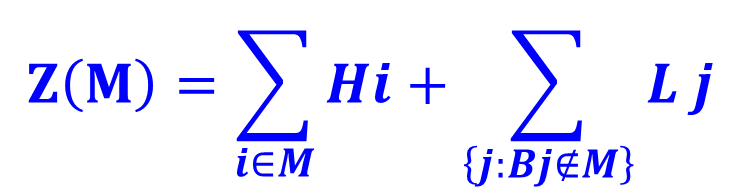 Z(M) = ∑ Hi + ∑ L j
i∈M {j:Bj∉M}